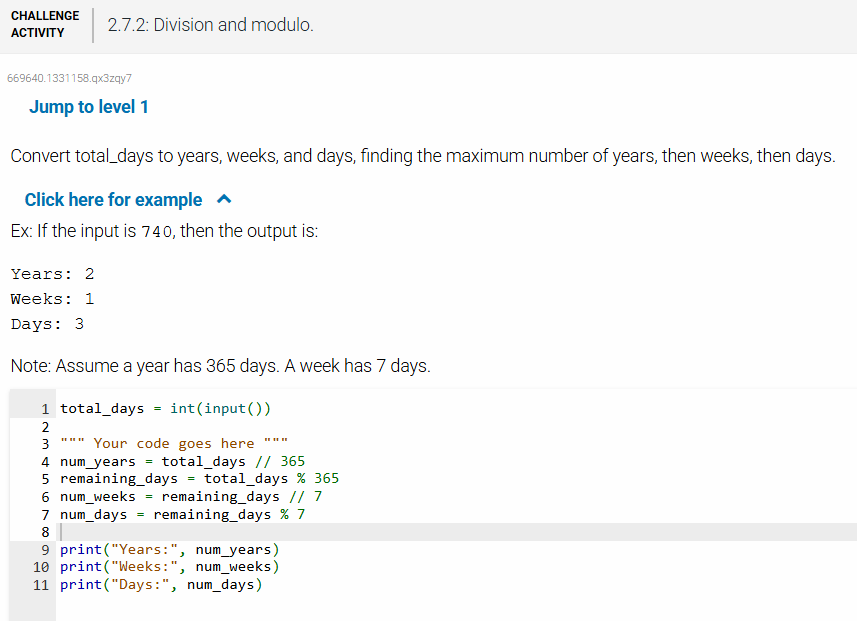 CHALLENGE
ACTIVITY
2.7.2: Division and modulo.
669640.1331158.qx3zqy7
Jump to level 1
Convert total_days to years, weeks, and days, finding the maximum number of years, then weeks, then days.
Click here for example
Ex: If the input is 740, then the output is:
Years: 2
Weeks: 1
Days: 3
Note: Assume a year has 365 days. A week has 7 days.
1 total_days = int(input())
2
3 """ Your code goes here """
4 num_years = total_days // 365
5 remaining_days = total_days % 365
6 num_weeks = remaining_days // 7
7 num_days = remaining_days % 7
8
9 print("Years:", num_years)
10 print("Weeks:", num_weeks)
11 print("Days:", num_days)